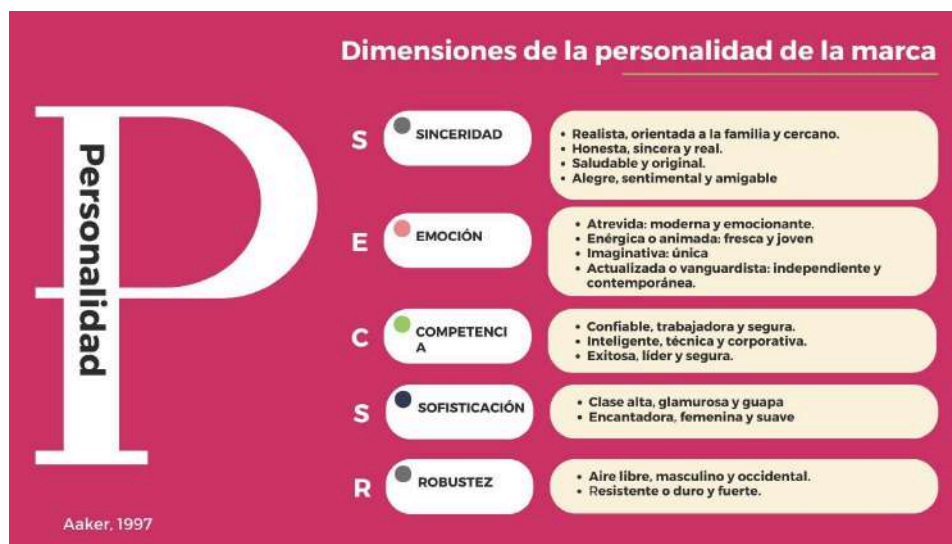 Dimensiones de la personalidad de la marca
Personalidad
S
SINCERIDAD
• Realista, orientada a la familia y cercano.
• Honesta, sincera y real.
• Saludable y original.
• Alegre, sentimental y amigable
E
EMOCIÓN
• Atrevida: moderna y emocionante.
• Enérgica o animada: fresca y joven
• Imaginativa: única
• Actualizada o vanguardista: independiente y
contemporánea.
C
COMPETENCI
A
• Confiable, trabajadora y segura.
• Inteligente, técnica y corporativa.
• Exitosa, líder y segura.
S
SOFISTICACIÓN
• Clase alta, glamurosa y guapa
• Encantadora, femenina y suave
R
ROBUSTEZ
• Aire libre, masculino y occidental.
• Resistente o duro y fuerte.
P
Aaker, 1997